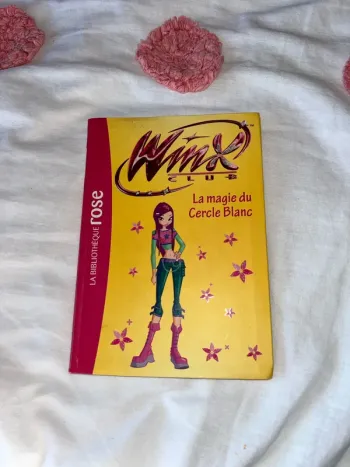 Winx
CLUB
La magie du
Cercle Blanc
LA BIBLIOTHÈQUE rose